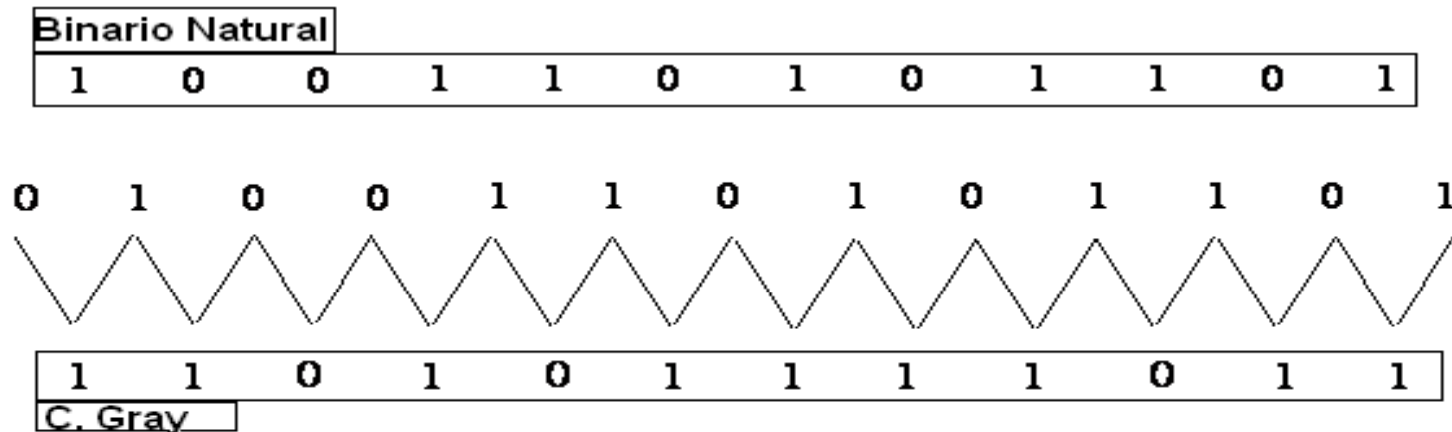 Binario Natural
1 0 0 1 1 0 1 0 1 1 0 1
0 1 0 0 1 1 0 1 0 1 1 0 1
1 1 0 1 0 1 1 1 1 0 1 1
C. Gray